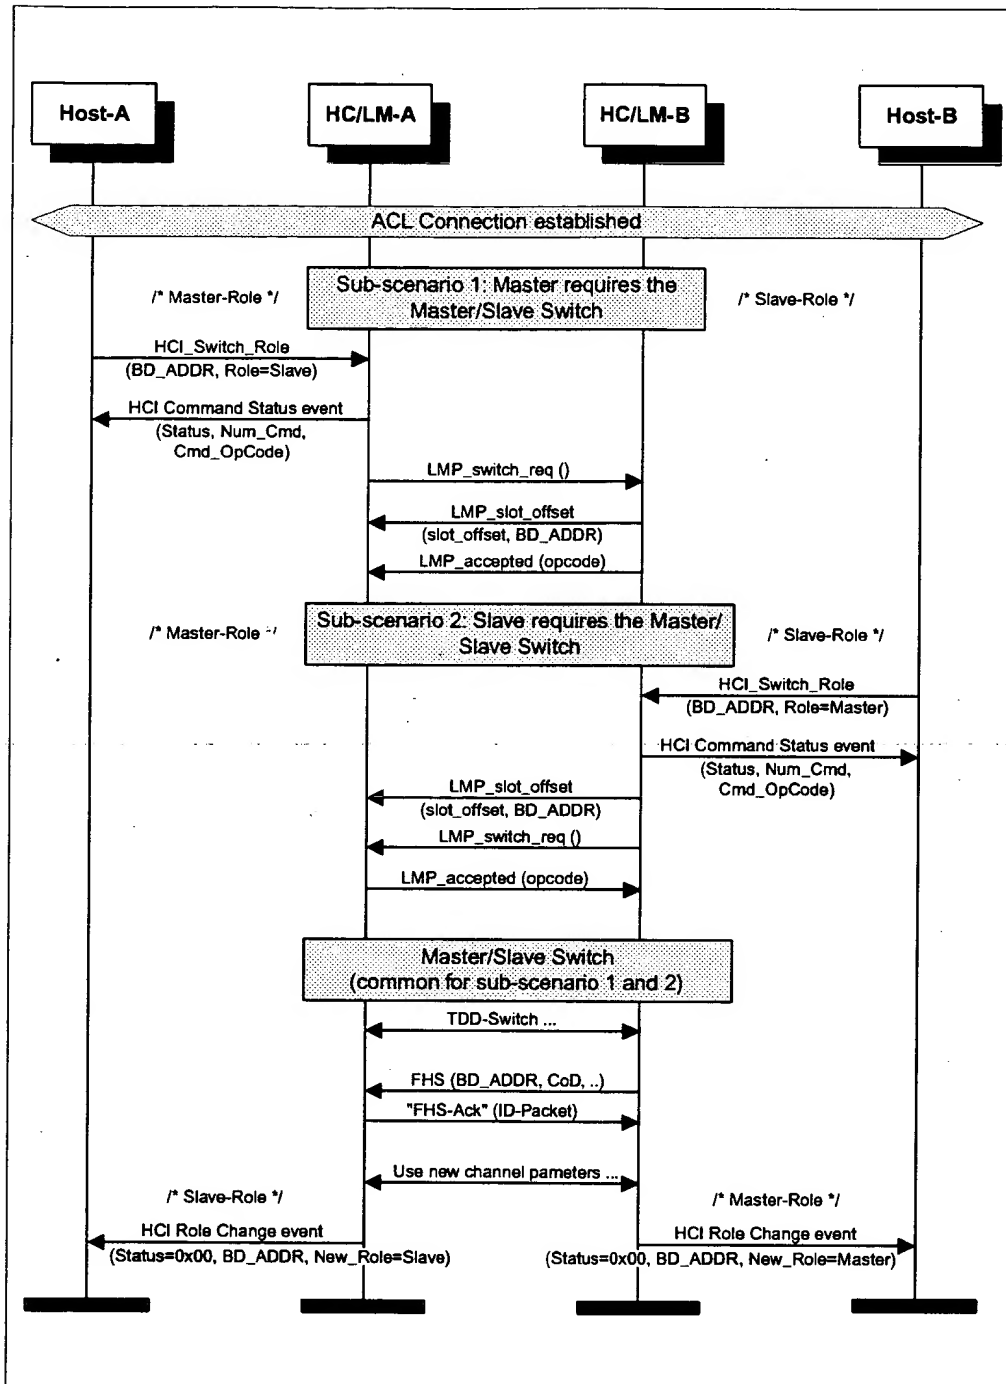 Host-A
HC/LM-A
HC/LM-B
Host-B
ACL Connection established
/* Master-Role */
Sub-scenario 1: Master requires the
Master/Slave Switch
/* Slave-Role */
HCI_Switch_Role
(BD_ADDR, Role=Slave)
HCI Command Status event
(Status, Num_Cmd,
Cmd_OpCode)
LMP_switch_req ()
LMP_slot_offset
(slot_offset, BD_ADDR)
LMP_accepted (opcode)
/* Master-Role */
Sub-scenario 2: Slave requires the Master/
Slave Switch
/* Slave-Role */
HCI_Switch_Role
(BD_ADDR, Role=Master)
HCI Command Status event
(Status, Num_Cmd,
Cmd_OpCode)
LMP_slot_offset
(slot_offset, BD_ADDR)
LMP_switch_req ()
LMP_accepted (opcode)
Master/Slave Switch
(common for sub-scenario 1 and 2)
TDD-Switch ...
FHS (BD_ADDR, CoD, ..)
"FHS-Ack" (ID-Packet)
Use new channel pameters ...
/* Slave-Role */
/* Master-Role */
HCI Role Change event
(Status=0x00, BD_ADDR, New_Role=Slave)
HCI Role Change event
(Status=0x00, BD_ADDR, New_Role=Master)